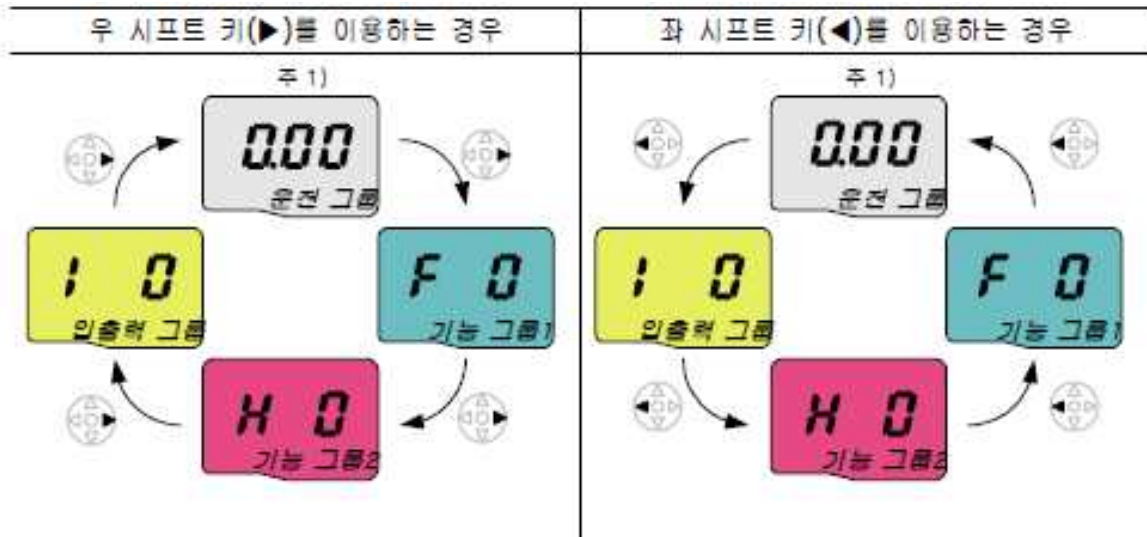 우 시프트 키(▶)를 이용하는 경우
좌 시프트 키(◀)를 이용하는 경우
주 1)
0.00
운전 그룹
I 0
입출력 그룹
F 0
기능 그룹1
H 0
기능 그룹2
주 1)
0.00
운전 그룹
I 0
입출력 그룹
F 0
기능 그룹1
H 0
기능 그룹2